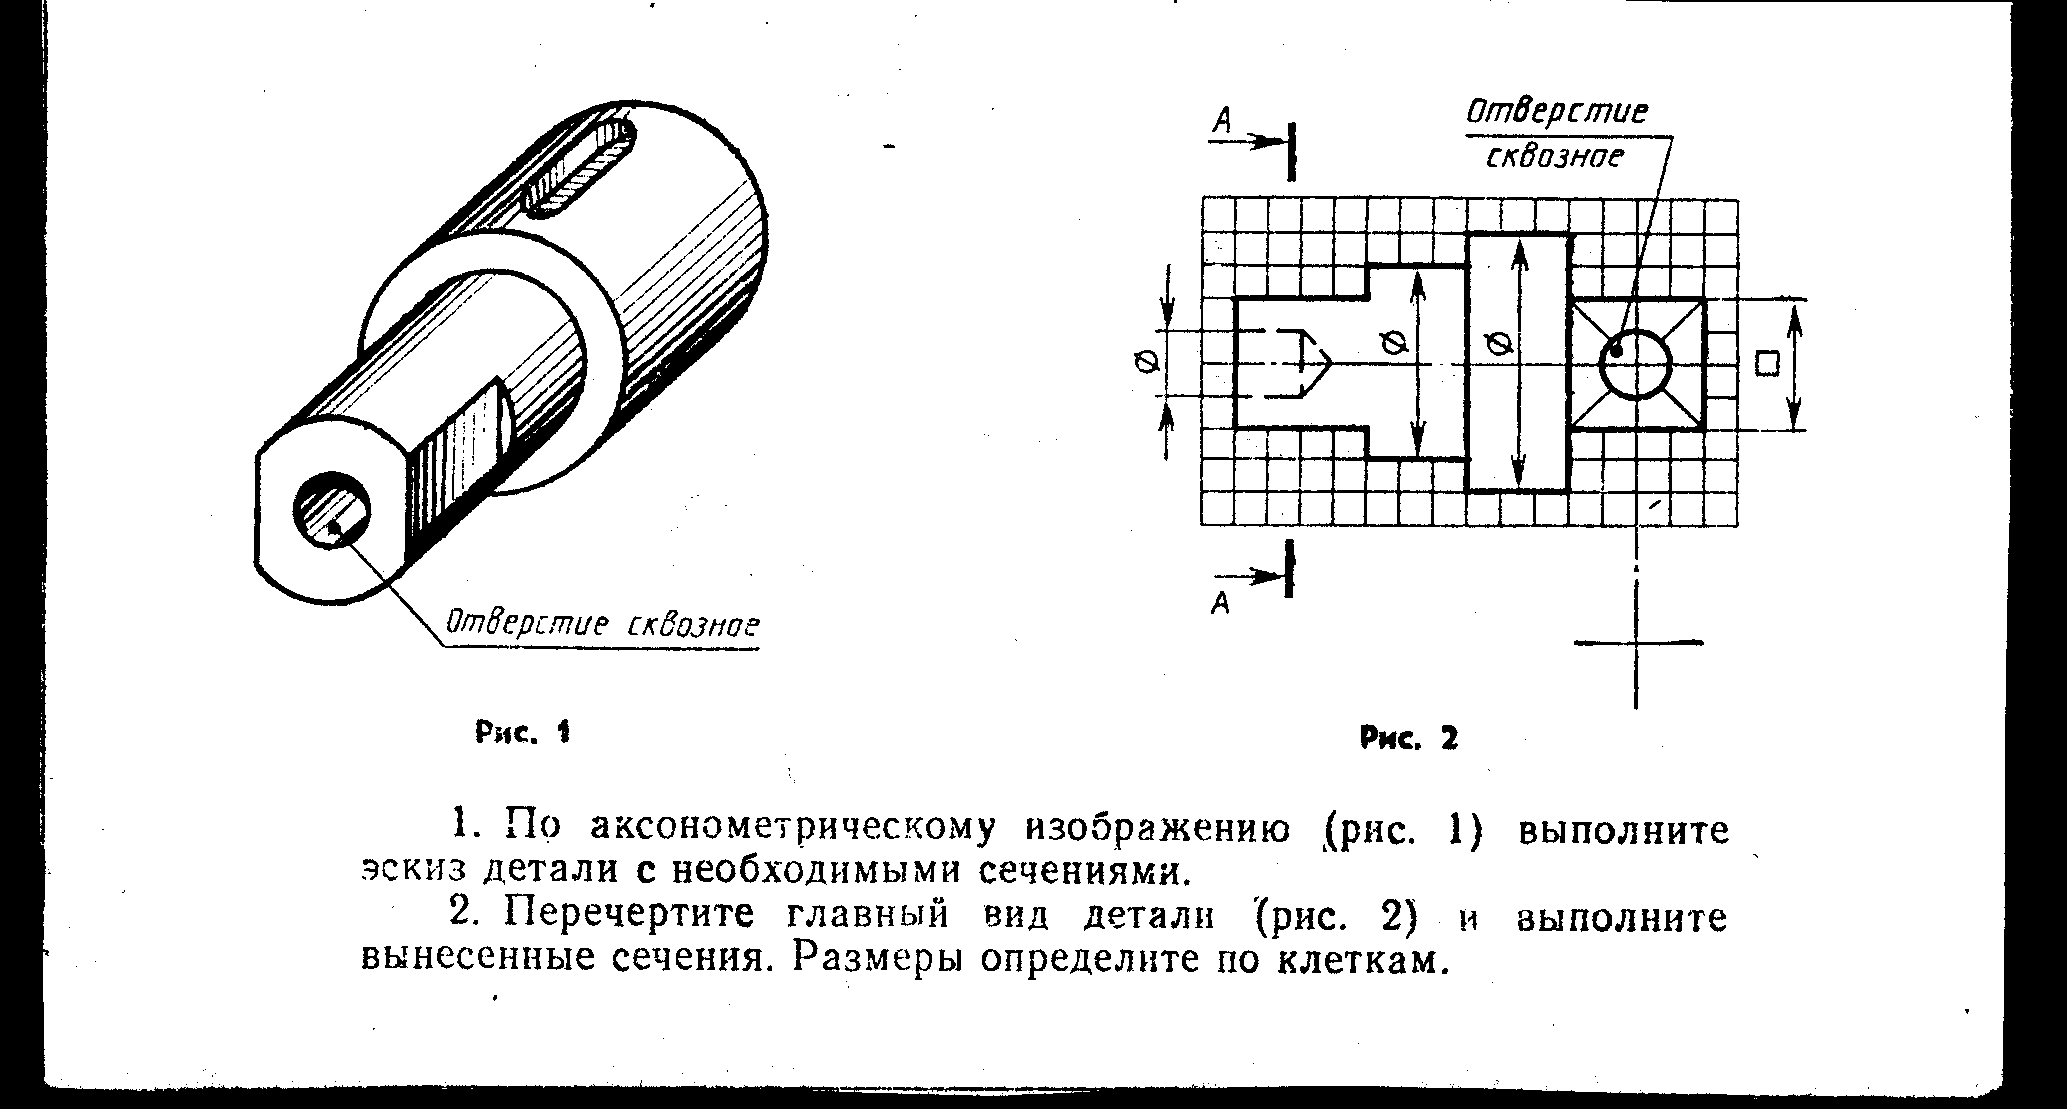 Отверстие сквозное
Рис. 1
А
Отверстие
сквозное
⌀
⌀
⌀
□
А
Рис. 2
1. По аксонометрическому изображению (рис. 1) выполните
эскиз детали с необходимыми сечениями.
2. Перечертите главный вид детали (рис. 2) и выполните
вынесенные сечения. Размеры определите по клеткам.